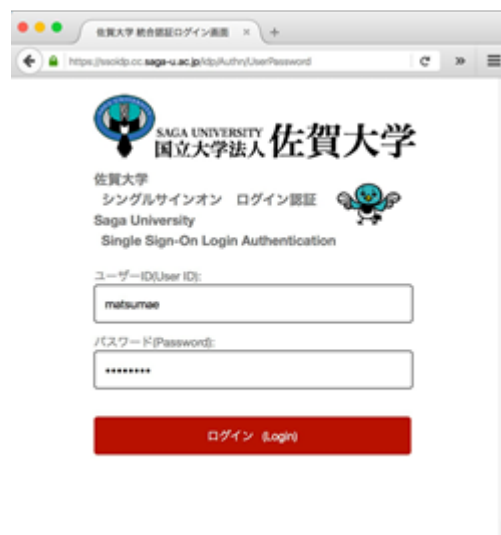 佐賀大学 統合認証ログイン画面
https://ssoidp.cc.saga-u.ac.jp/idp/Authn/UserPassword
SAGA UNIVERSITY
国立大学法人 佐賀大学
佐賀大学
シングルサインオン ログイン認証
Saga University
Single Sign-On Login Authentication
ユーザーID(User ID):
matsumae
パスワード(Password):
••••••••
ログイン (Login)